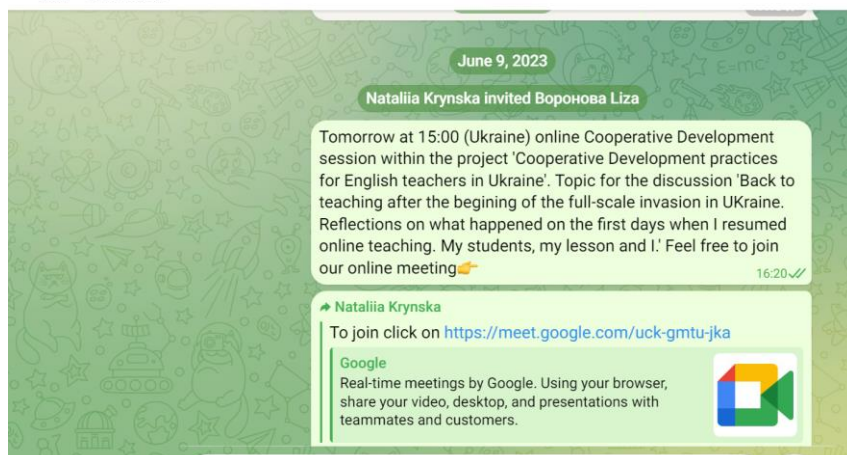 June 9, 2023
Nataliia Krynska invited Воронова Liza
Tomorrow at 15:00 (Ukraine) online Cooperative Development
session within the project 'Cooperative Development practices
for English teachers in Ukraine'. Topic for the discussion 'Back to
teaching after the begining of the full-scale invasion in UKraine.
Reflections on what happened on the first days when I resumed
online teaching. My students, my lesson and I.' Feel free to join
our online meeting👉
16:20
Nataliia Krynska
To join click on https://meet.google.com/uck-gmtu-jka
Google
Real-time meetings by Google. Using your browser,
share your video, desktop, and presentations with
teammates and customers.